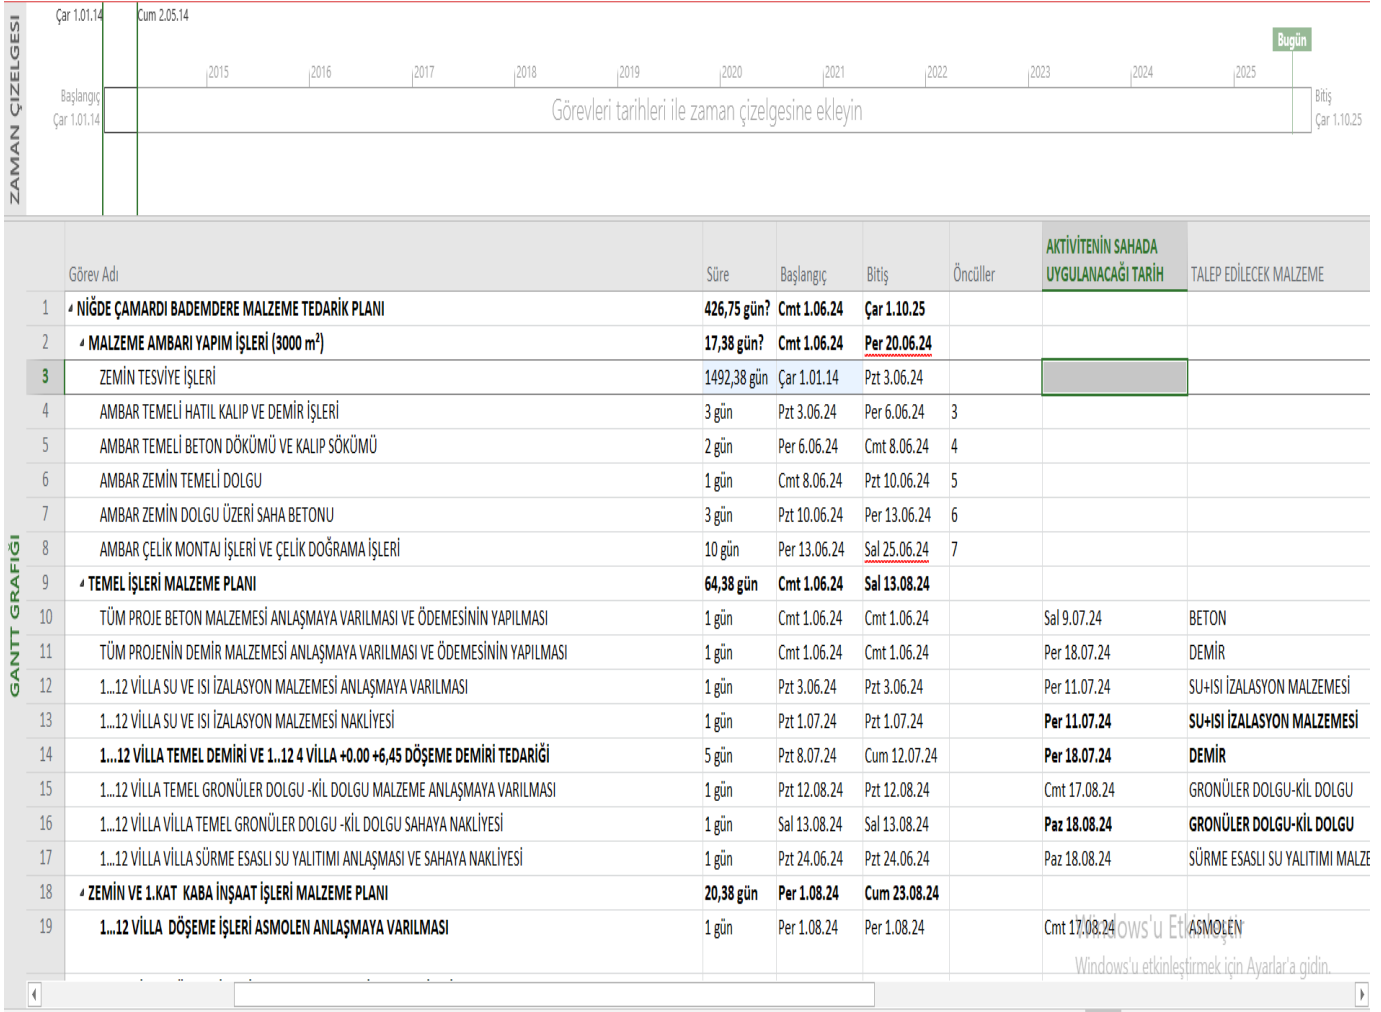 ZAMAN ÇİZELGESİ
Çar 1.01.14 Cum 2.05.14
Bugün
2015 2016 2017 2018 2019 2020 2021 2022 2023 2024 2025
Başlangıç
Çar 1.01.14
Görevleri tarihleri ile zaman çizelgesine ekleyin
Bitiş
Çar 1.10.25
GANTT GRAFIĞI
Görev Adı Süre Başlangıç Bitiş Öncüller AKTİVİTENİN SAHADA UYGULANACAĞI TARİH TALEP EDİLECEK MALZEME
1 NİĞDE ÇAMARDI BADEMDERE MALZEME TEDARİK PLANI 426,75 gün? Cmt 1.06.24 Çar 1.10.25
2 MALZEME AMBARI YAPIM İŞLERİ (3000 m²) 17,38 gün? Cmt 1.06.24 Per 20.06.24
3 ZEMİN TESVİYE İŞLERİ 1492,38 gün Çar 1.01.14 Pzt 3.06.24
4 AMBAR TEMELİ HATIL KALIP VE DEMİR İŞLERİ 3 gün Pzt 3.06.24 Per 6.06.24 3
5 AMBAR TEMELİ BETON DÖKÜMÜ VE KALIP SÖKÜMÜ 2 gün Per 6.06.24 Cmt 8.06.24 4
6 AMBAR ZEMİN TEMELİ DOLGU 1 gün Cmt 8.06.24 Pzt 10.06.24 5
7 AMBAR ZEMİN DOLGU ÜZERİ SAHA BETONU 3 gün Pzt 10.06.24 Per 13.06.24 6
8 AMBAR ÇELİK MONTAJ İŞLERİ VE ÇELİK DOĞRAMA İŞLERİ 10 gün Per 13.06.24 Sal 25.06.24 7
9 TEMEL İŞLERİ MALZEME PLANI 64,38 gün Cmt 1.06.24 Sal 13.08.24
10 TÜM PROJE BETON MALZEMESİ ANLAŞMAYA VARILMASI VE ÖDEMESİNİN YAPILMASI 1 gün Cmt 1.06.24 Cmt 1.06.24 Sal 9.07.24 BETON
11 TÜM PROJENİN DEMİR MALZEMESİ ANLAŞMAYA VARILMASI VE ÖDEMESİNİN YAPILMASI 1 gün Cmt 1.06.24 Cmt 1.06.24 Per 18.07.24 DEMİR
12 1...12 VİLLA SU VE ISI İZALASYON MALZEMESİ ANLAŞMAYA VARILMASI 1 gün Pzt 3.06.24 Pzt 3.06.24 Per 11.07.24 SU+ISI İZALASYON MALZEMESİ
13 1...12 VİLLA SU VE ISI İZALASYON MALZEMESİ NAKLİYESİ 1 gün Pzt 1.07.24 Pzt 1.07.24 Per 11.07.24 SU+ISI İZALASYON MALZEMESİ
14 1...12 VİLLA TEMEL DEMİRİ VE 1..12 4 VİLLA +0.00 +6,45 DÖŞEME DEMİRİ TEDARİĞİ 5 gün Pzt 8.07.24 Cum 12.07.24 Per 18.07.24 DEMİR
15 1...12 VİLLA TEMEL GRONÜLER DOLGU -KİL DOLGU MALZEME ANLAŞMAYA VARILMASI 1 gün Pzt 12.08.24 Pzt 12.08.24 Cmt 17.08.24 GRONÜLER DOLGU-KİL DOLGU
16 1...12 VİLLA VİLLA TEMEL GRONÜLER DOLGU -KİL DOLGU SAHAYA NAKLİYESİ 1 gün Sal 13.08.24 Sal 13.08.24 Paz 18.08.24 GRONÜLER DOLGU-KİL DOLGU
17 1...12 VİLLA VİLLA SÜRME ESASLI SU YALITIMI ANLAŞMASI VE SAHAYA NAKLİYESİ 1 gün Pzt 24.06.24 Pzt 24.06.24 Paz 18.08.24 SÜRME ESASLI SU YALITIMI MALZE
18 ZEMİN VE 1.KAT KABA İNŞAAT İŞLERİ MALZEME PLANI 20,38 gün Per 1.08.24 Cum 23.08.24
19 1...12 VİLLA DÖŞEME İŞLERİ ASMOLEN ANLAŞMAYA VARILMASI 1 gün Per 1.08.24 Per 1.08.24 Cmt 17.08.24 ASMOLEN
Windows'u Etkinleştir
Windows'u etkinleştirmek için Ayarlar'a gidin.